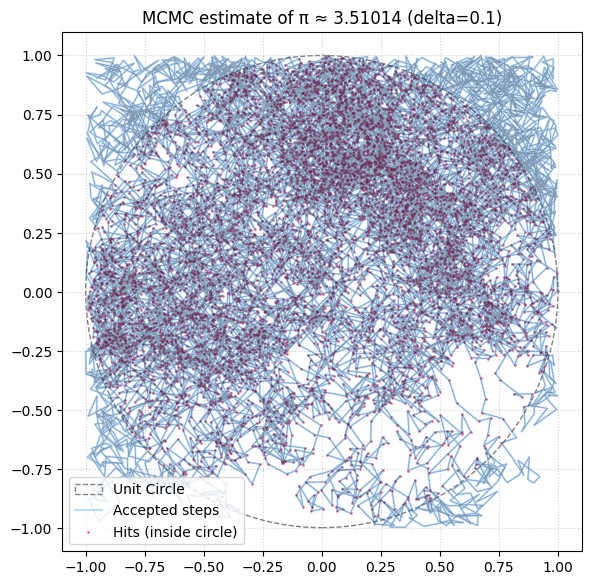 MCMC estimate of π ≈ 3.51014 (delta=0.1)
1.00
0.75
0.50
0.25
0.00
−0.25
−0.50
−0.75
−1.00
Unit Circle
Accepted steps
Hits (inside circle)
−1.00 −0.75 −0.50 −0.25 0.00 0.25 0.50 0.75 1.00